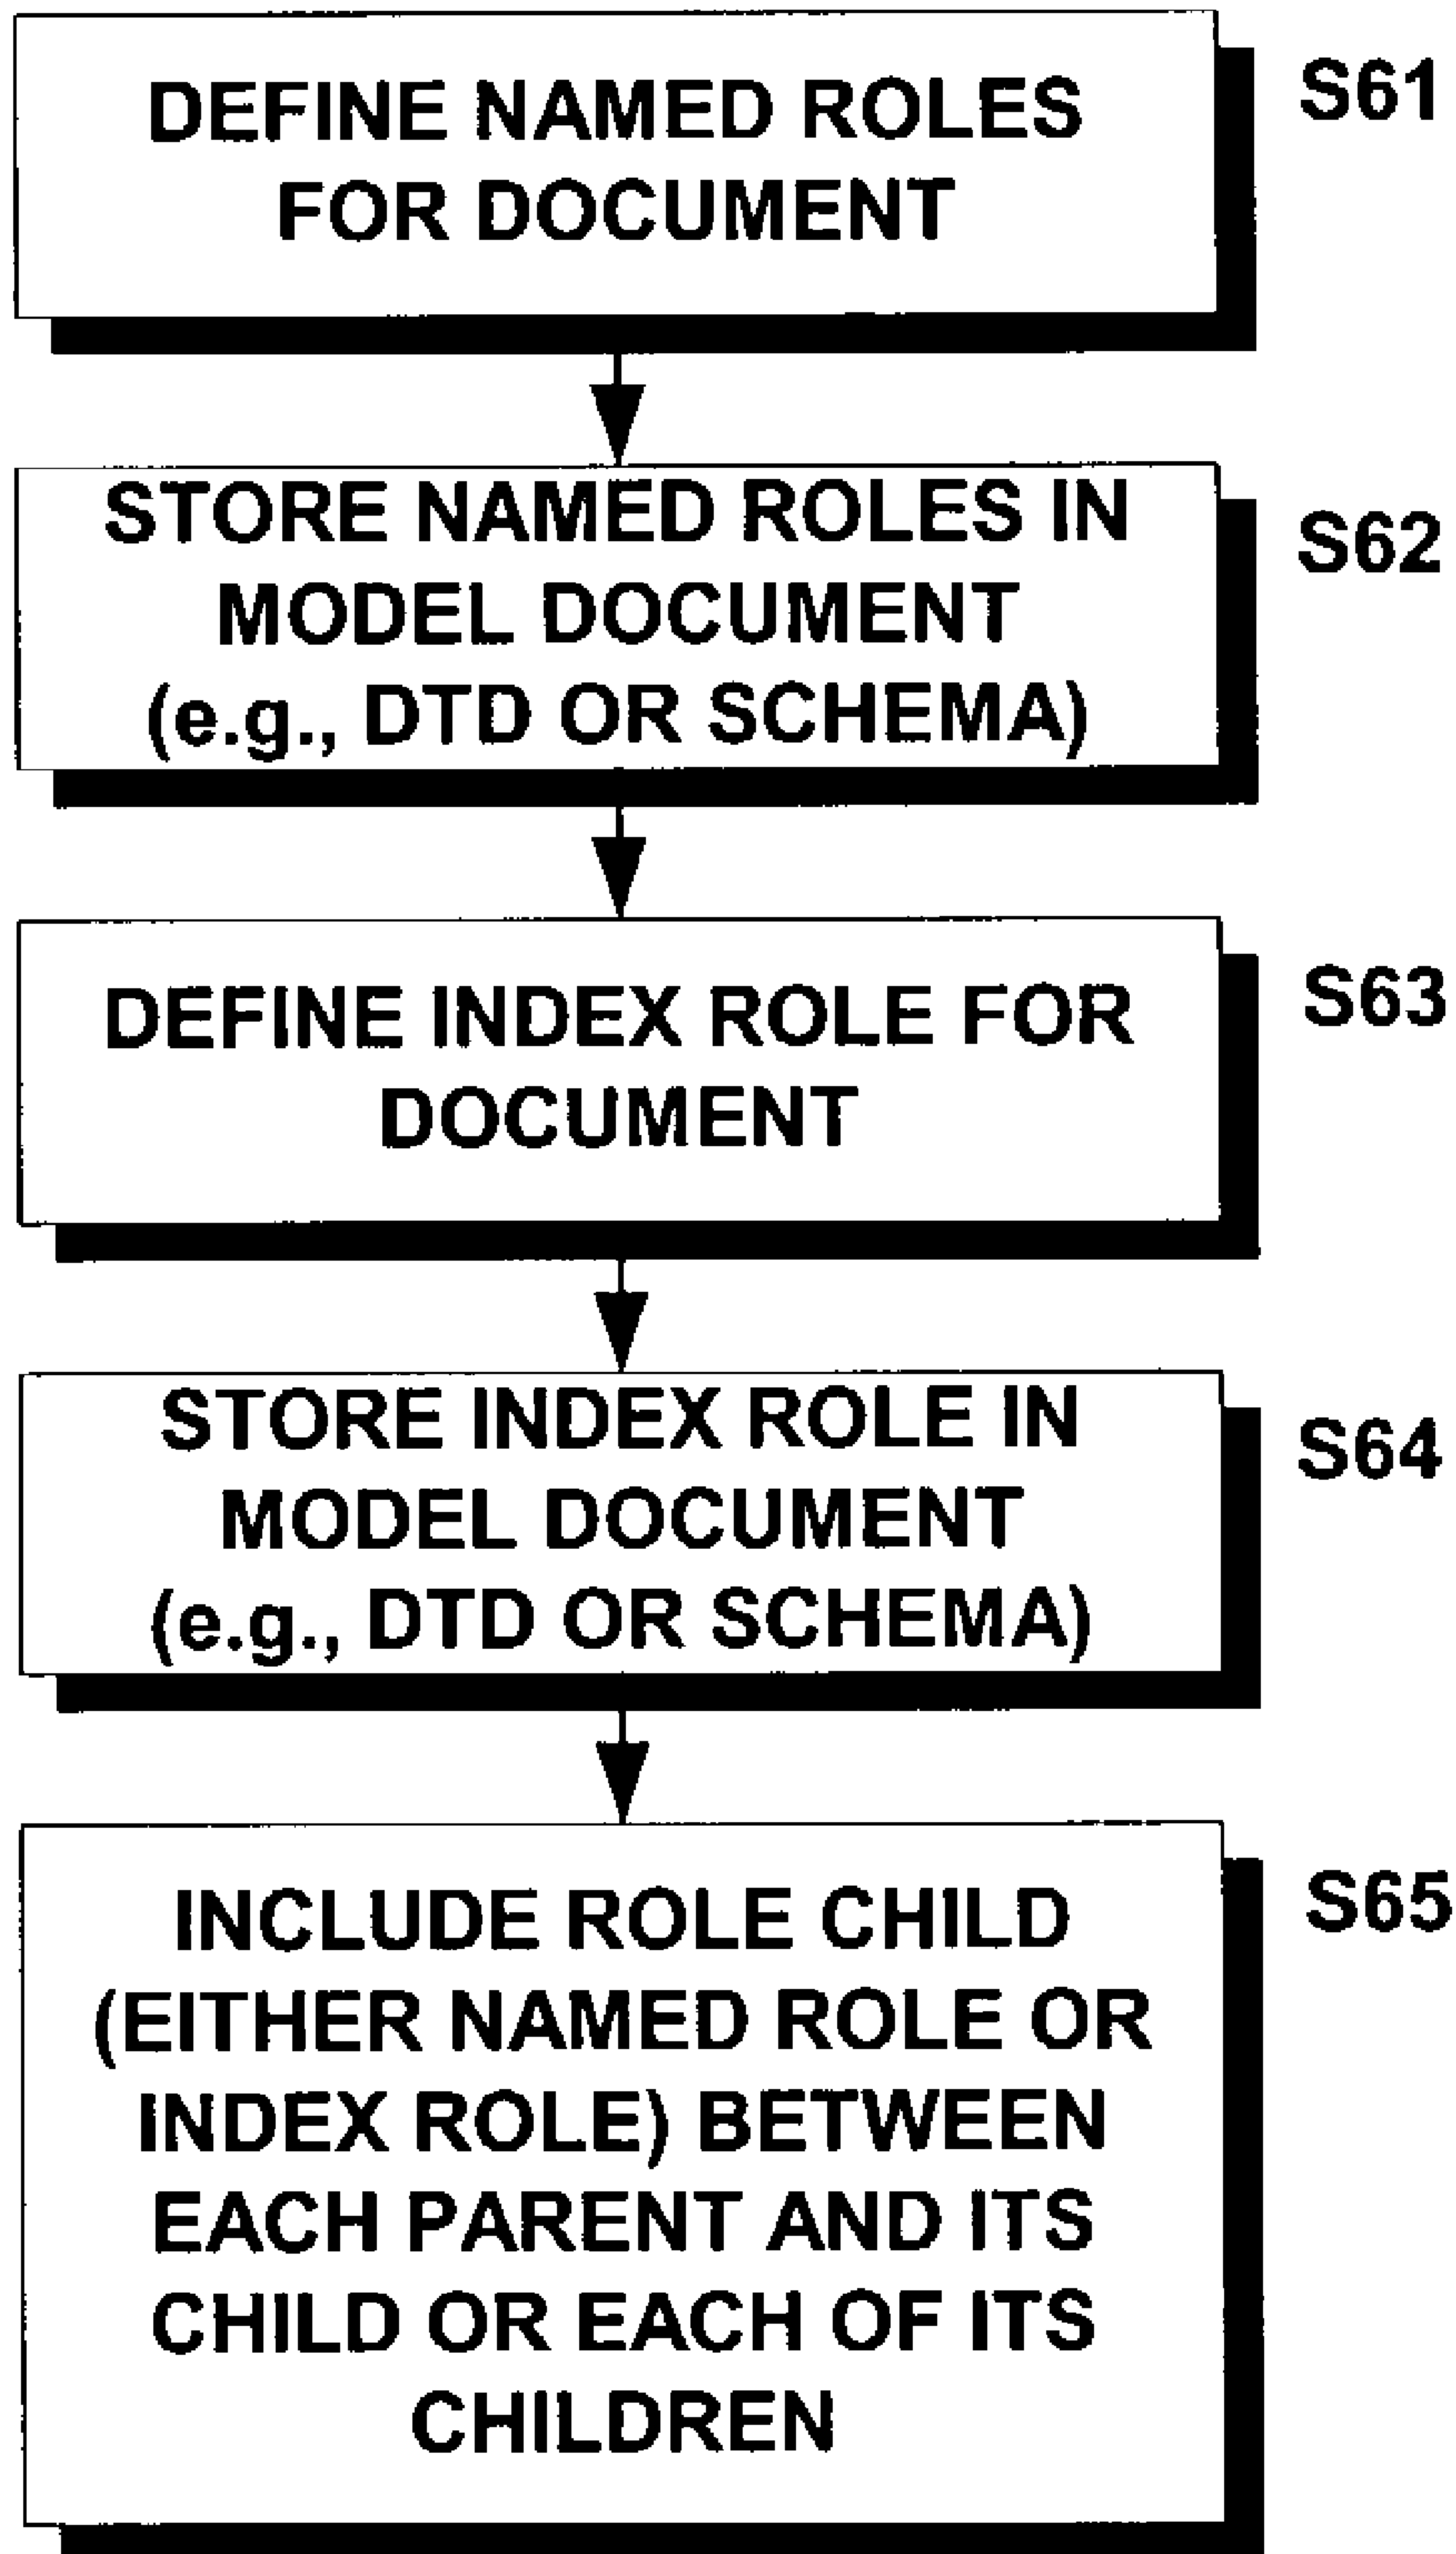 DEFINE NAMED ROLES
FOR DOCUMENT
S61
STORE NAMED ROLES IN
MODEL DOCUMENT
(e.g., DTD OR SCHEMA)
S62
DEFINE INDEX ROLE FOR
DOCUMENT
S63
STORE INDEX ROLE IN
MODEL DOCUMENT
(e.g., DTD OR SCHEMA)
S64
INCLUDE ROLE CHILD
(EITHER NAMED ROLE OR
INDEX ROLE) BETWEEN
EACH PARENT AND ITS
CHILD OR EACH OF ITS
CHILDREN
S65